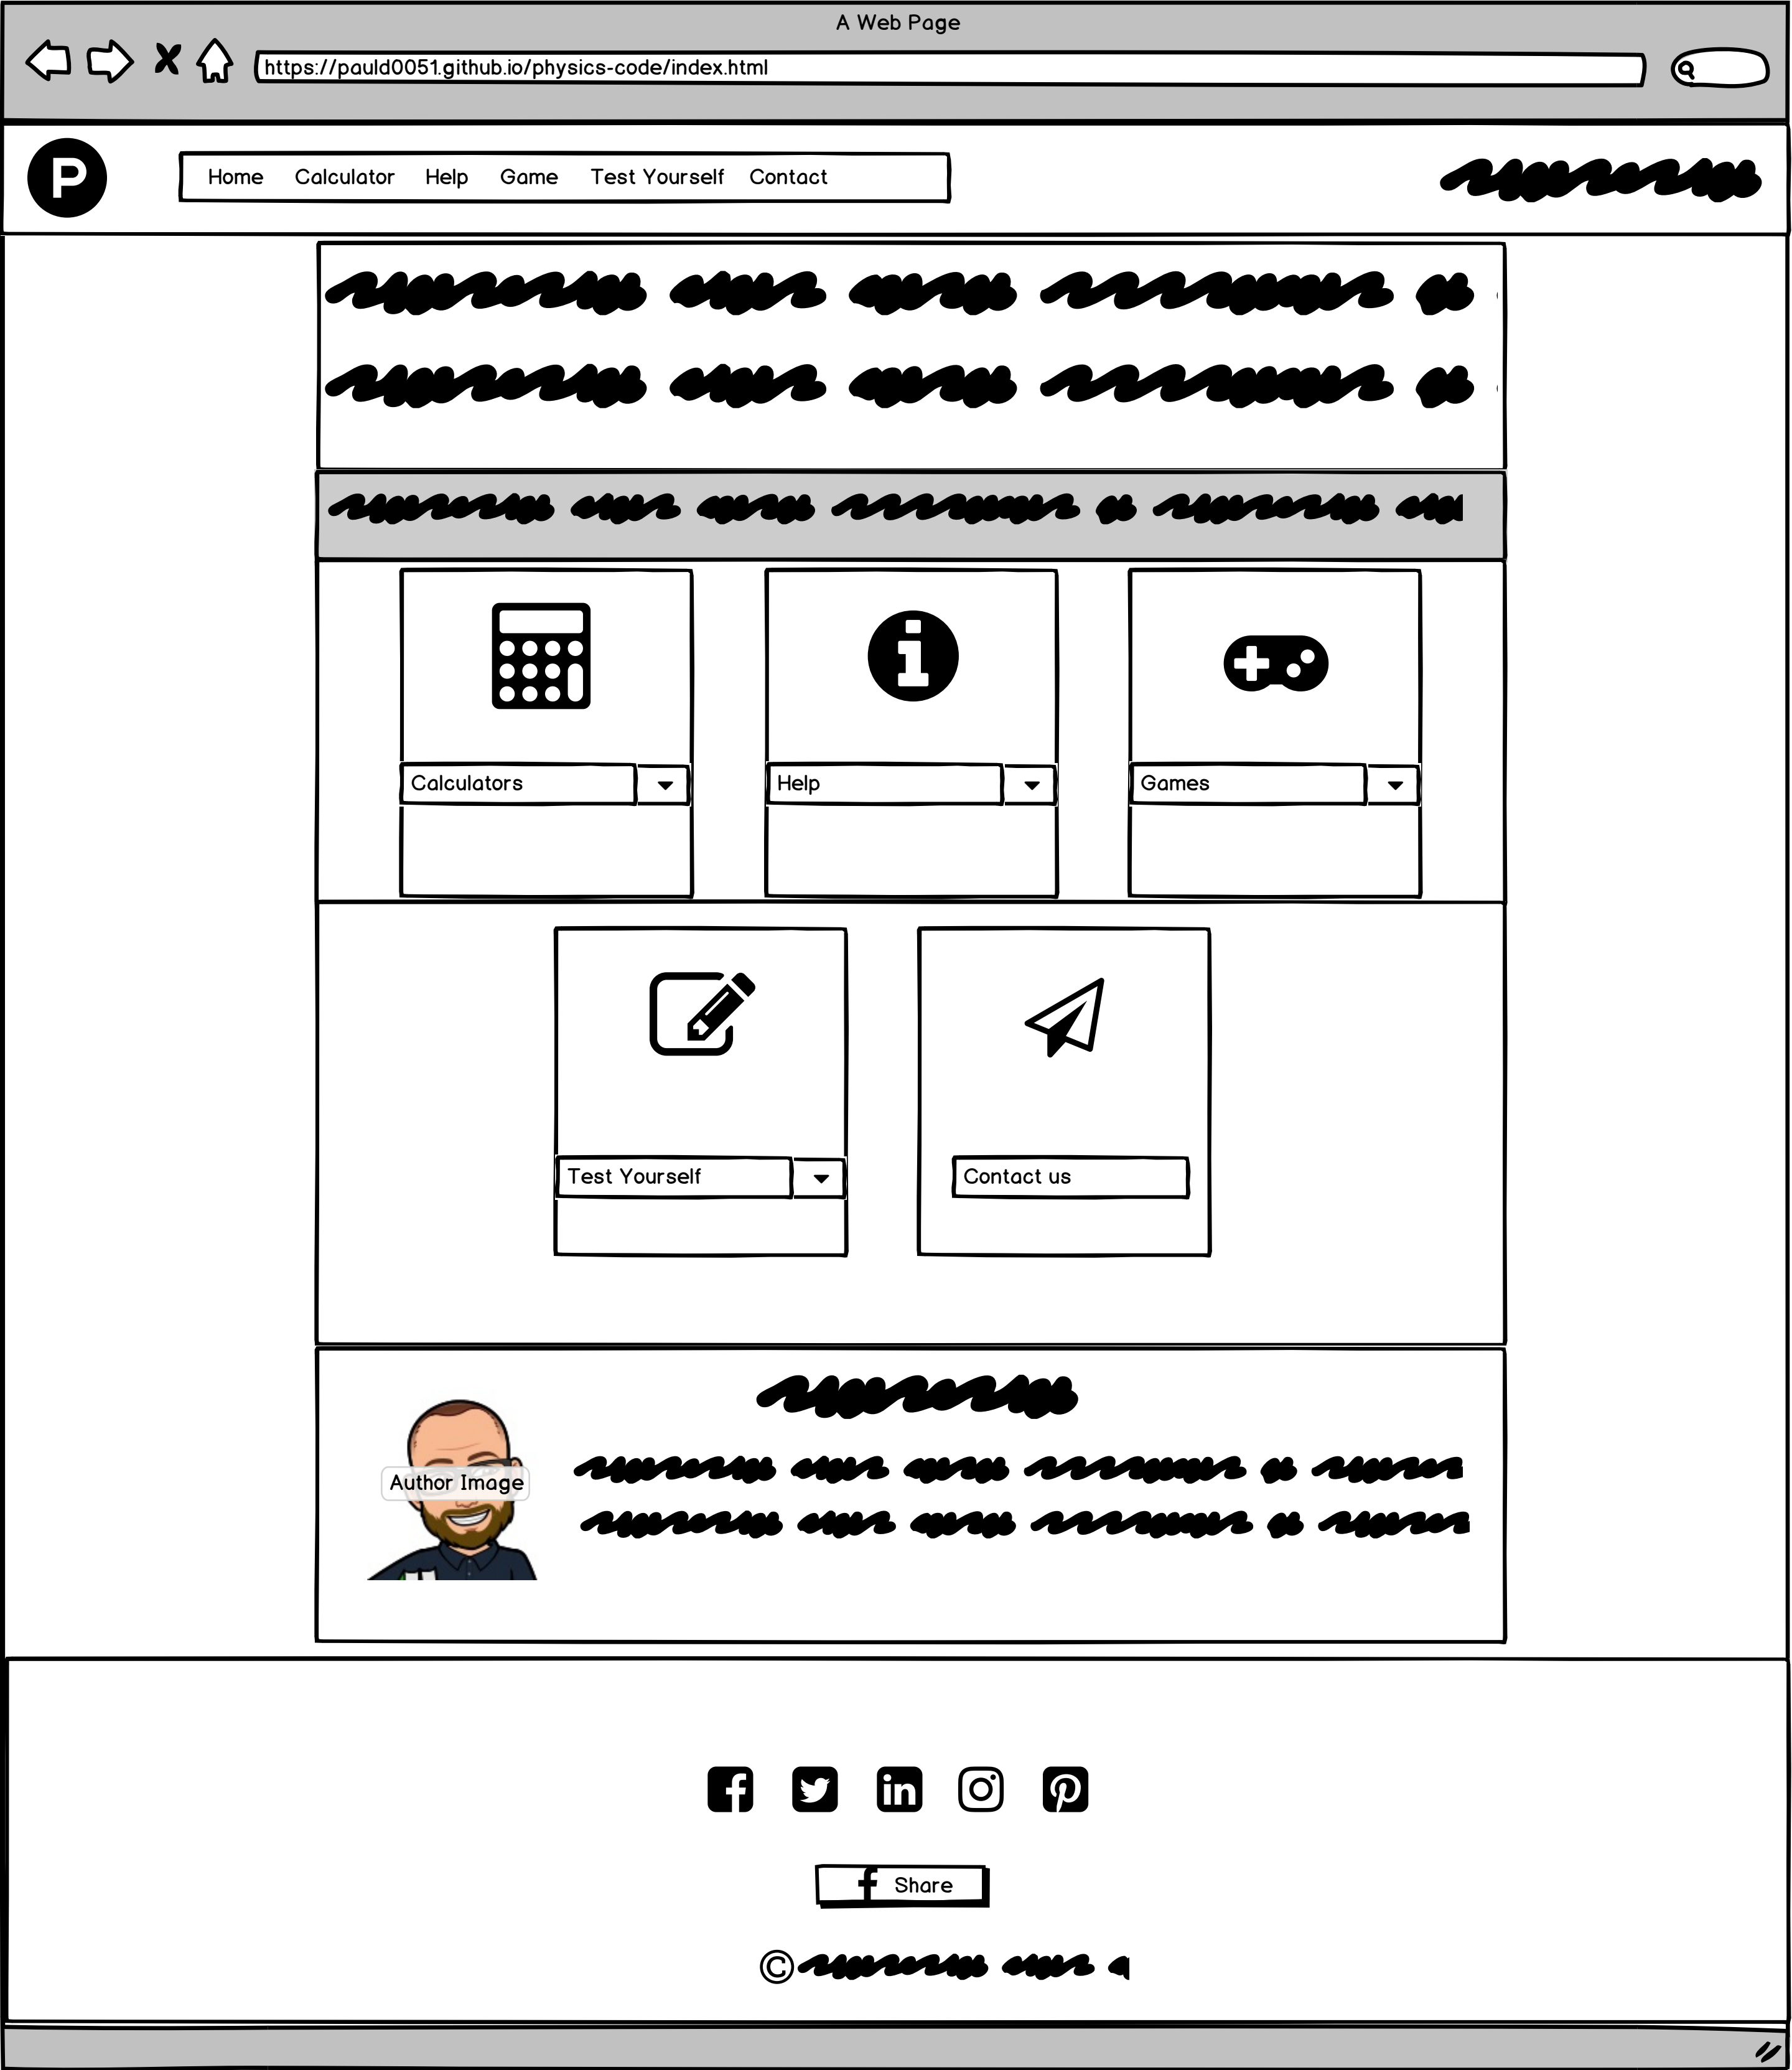 A Web Page
https://pauld0051.github.io/physics-code/index.html
P
Home Calculator Help Game Test Yourself Contact
Calculators Help Games
Test Yourself Contact us
Author Image
Share
©